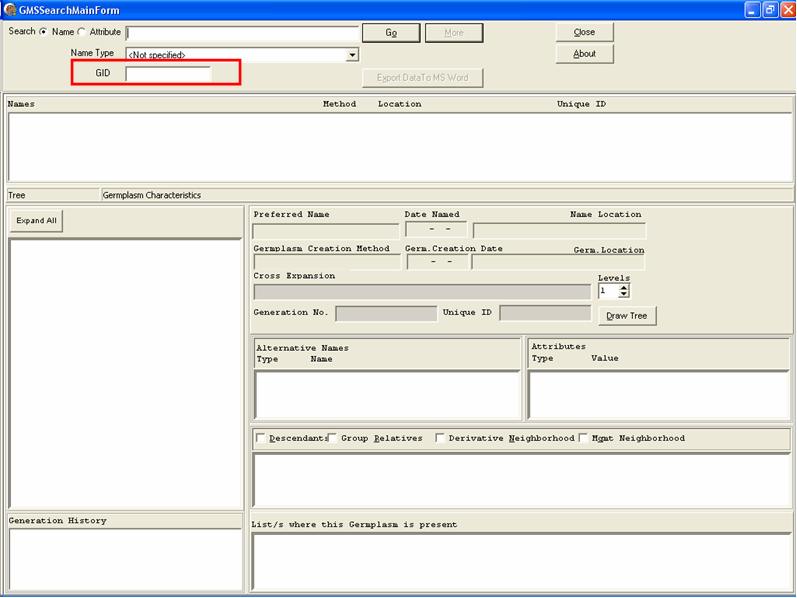 GMSSearchMainForm
Search Name Attribute Go More Close
Name Type <Not specified> About
GID Export DataTo MS Word
Names Method Location Unique ID
Tree Germplasm Characteristics
Expand All
Preferred Name Date Named Name Location
- -
Germplasm Creation Method Germ.Creation Date Germ.Location
- -
Cross Expansion Levels
1
Generation No. Unique ID Draw Tree
Alternative Names
Type Name
Attributes
Type Value
Descendants Group Relatives Derivative Neighborhood Mgmt Neighborhood
Generation History
List/s where this Germplasm is present